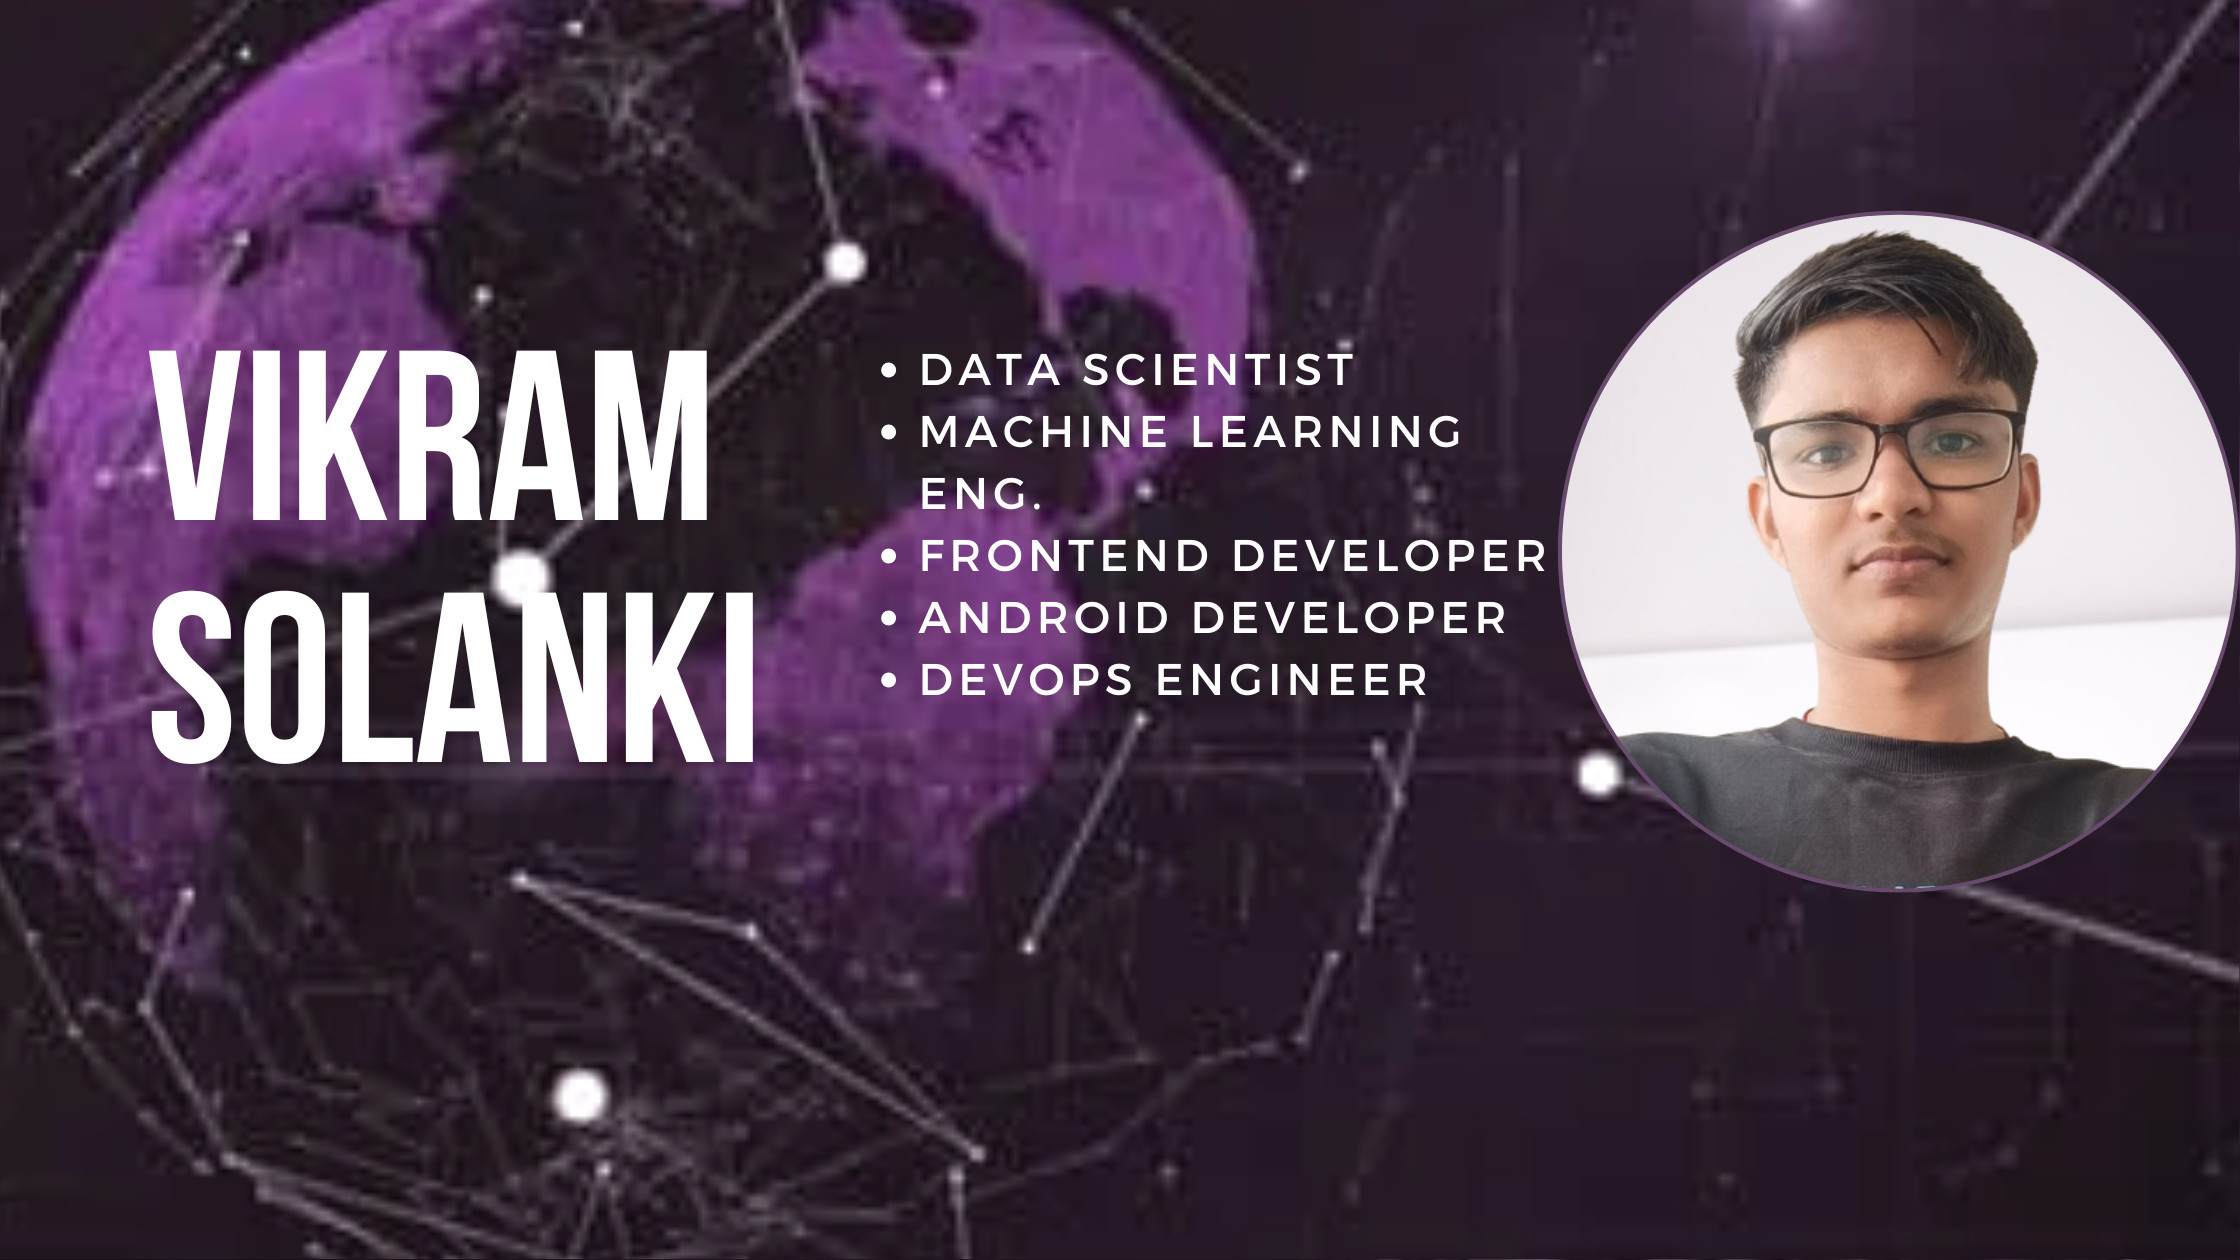 VIKRAM
SOLANKI
• DATA SCIENTIST
• MACHINE LEARNING
ENG.
• FRONTEND DEVELOPER
• ANDROID DEVELOPER
• DEVOPS ENGINEER